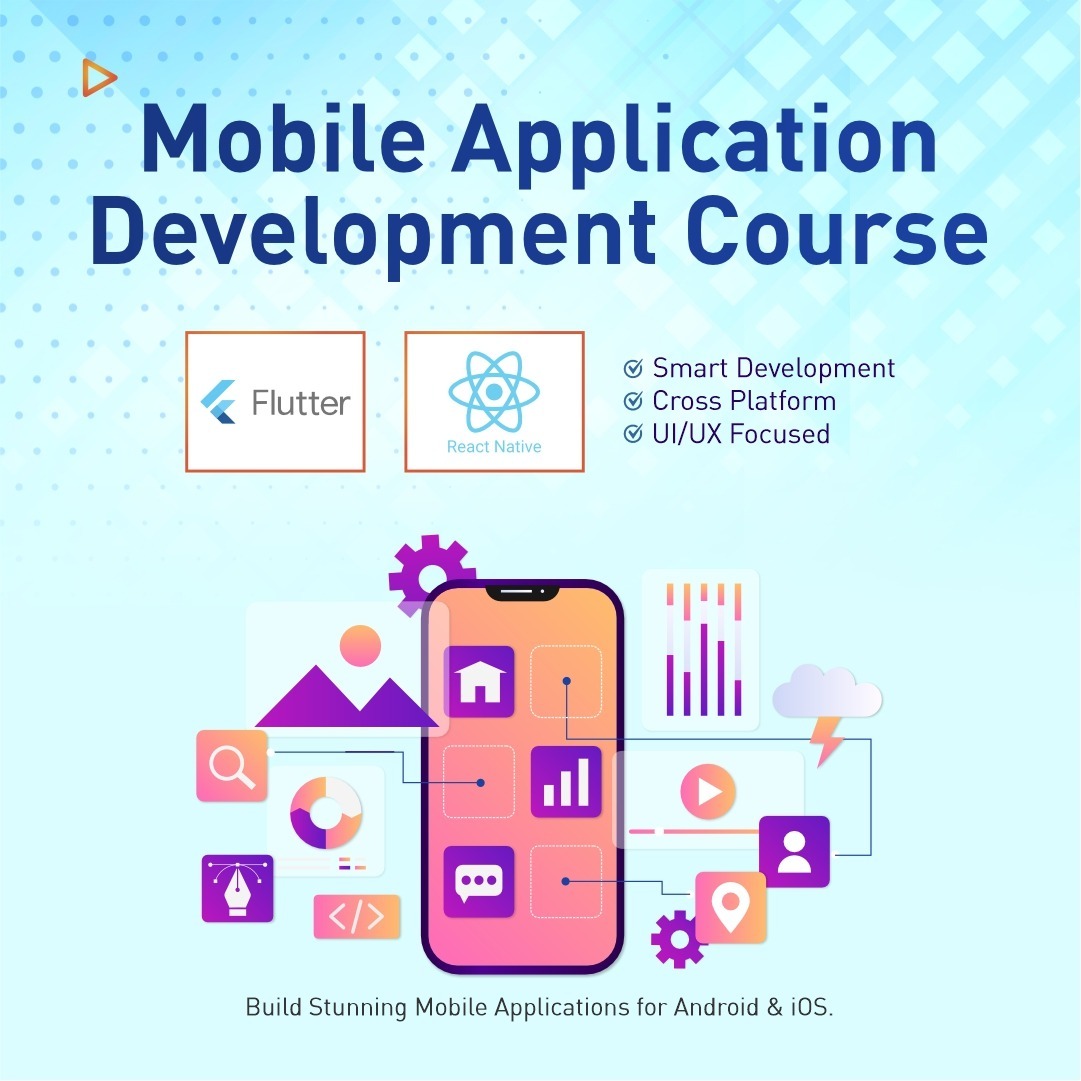 Mobile Application
Development Course
Flutter
React Native
Smart Development
Cross Platform
UI/UX Focused
</>
Build Stunning Mobile Applications for Android & iOS.